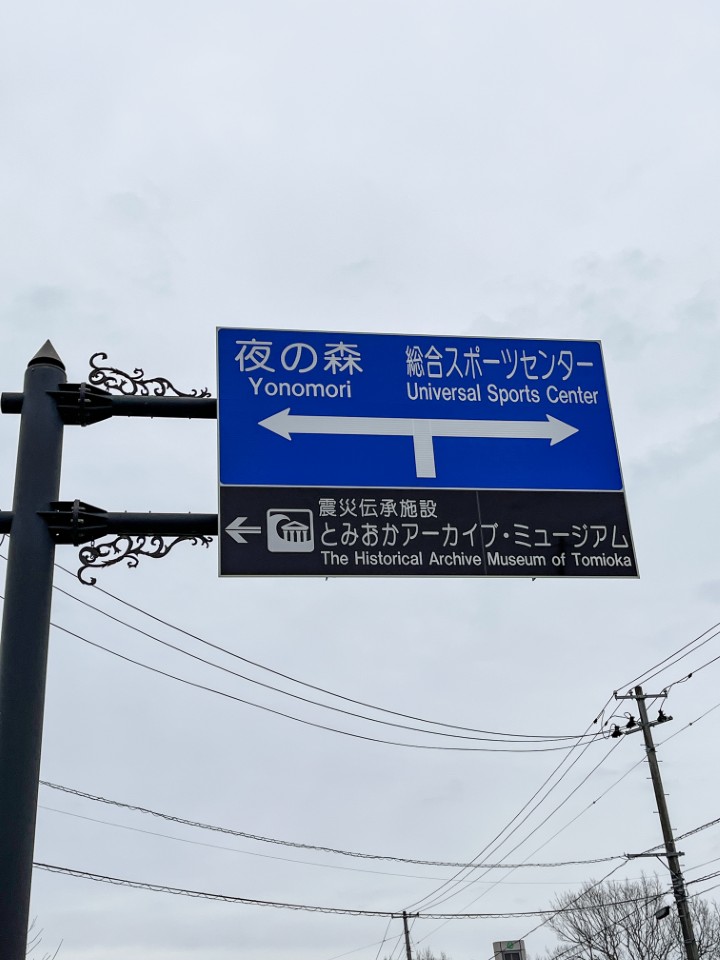 夜の森
Yonomori
総合スポーツセンター
Universal Sports Center
震災伝承施設
とみおかアーカイブ・ミュージアム
The Historical Archive Museum of Tomioka